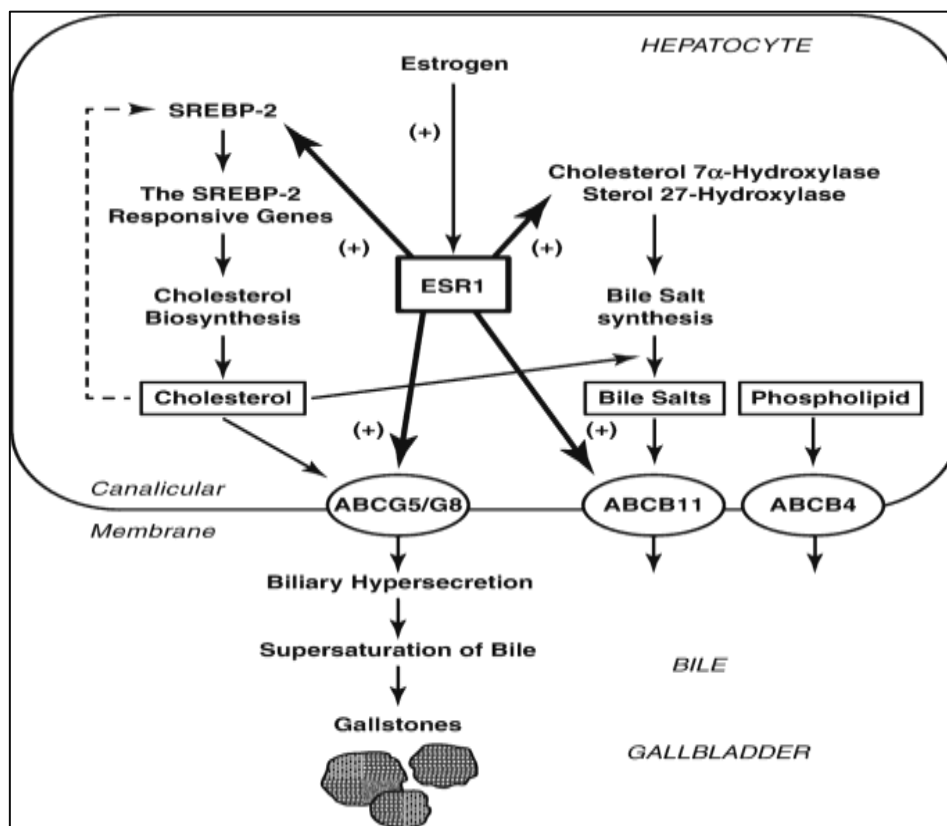 HEPATOCYTE
Estrogen
SREBP-2
(+)
Cholesterol 7α-Hydroxylase
Sterol 27-Hydroxylase
The SREBP-2
Responsive Genes
(+)
(+)
ESR1
Cholesterol
Biosynthesis
Bile Salt
synthesis
Cholesterol
Bile Salts
Phospholipid
(+)
(+)
Canalicular
Membrane
ABCG5/G8
ABCB11
ABCB4
Biliary Hypersecretion
Supersaturation of Bile
BILE
Gallstones
GALLBLADDER